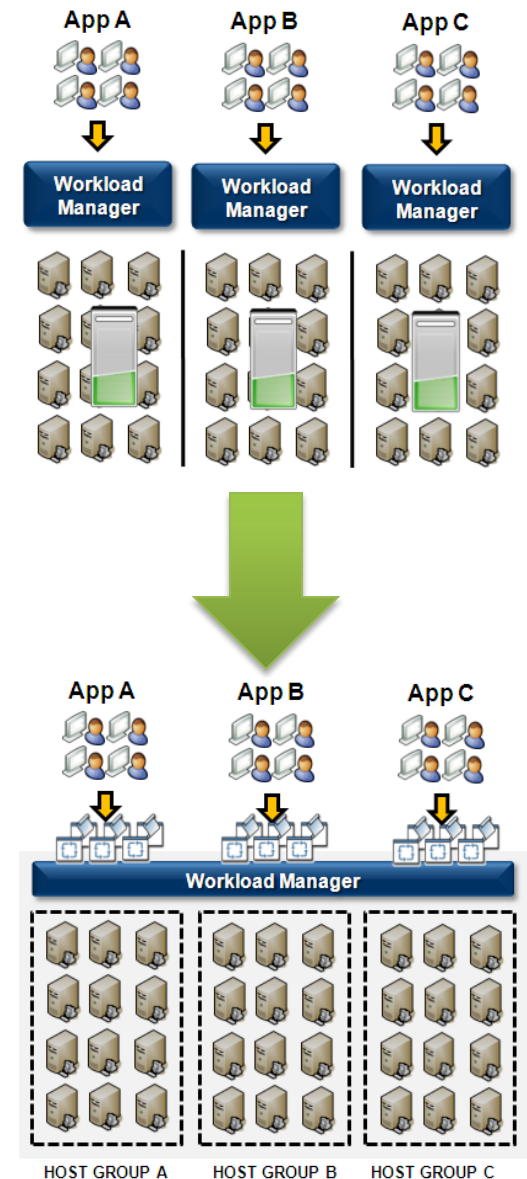 App A
App B
App C
Workload
Manager
Workload
Manager
Workload
Manager
App A
App B
App C
Workload Manager
HOST GROUP A
HOST GROUP B
HOST GROUP C